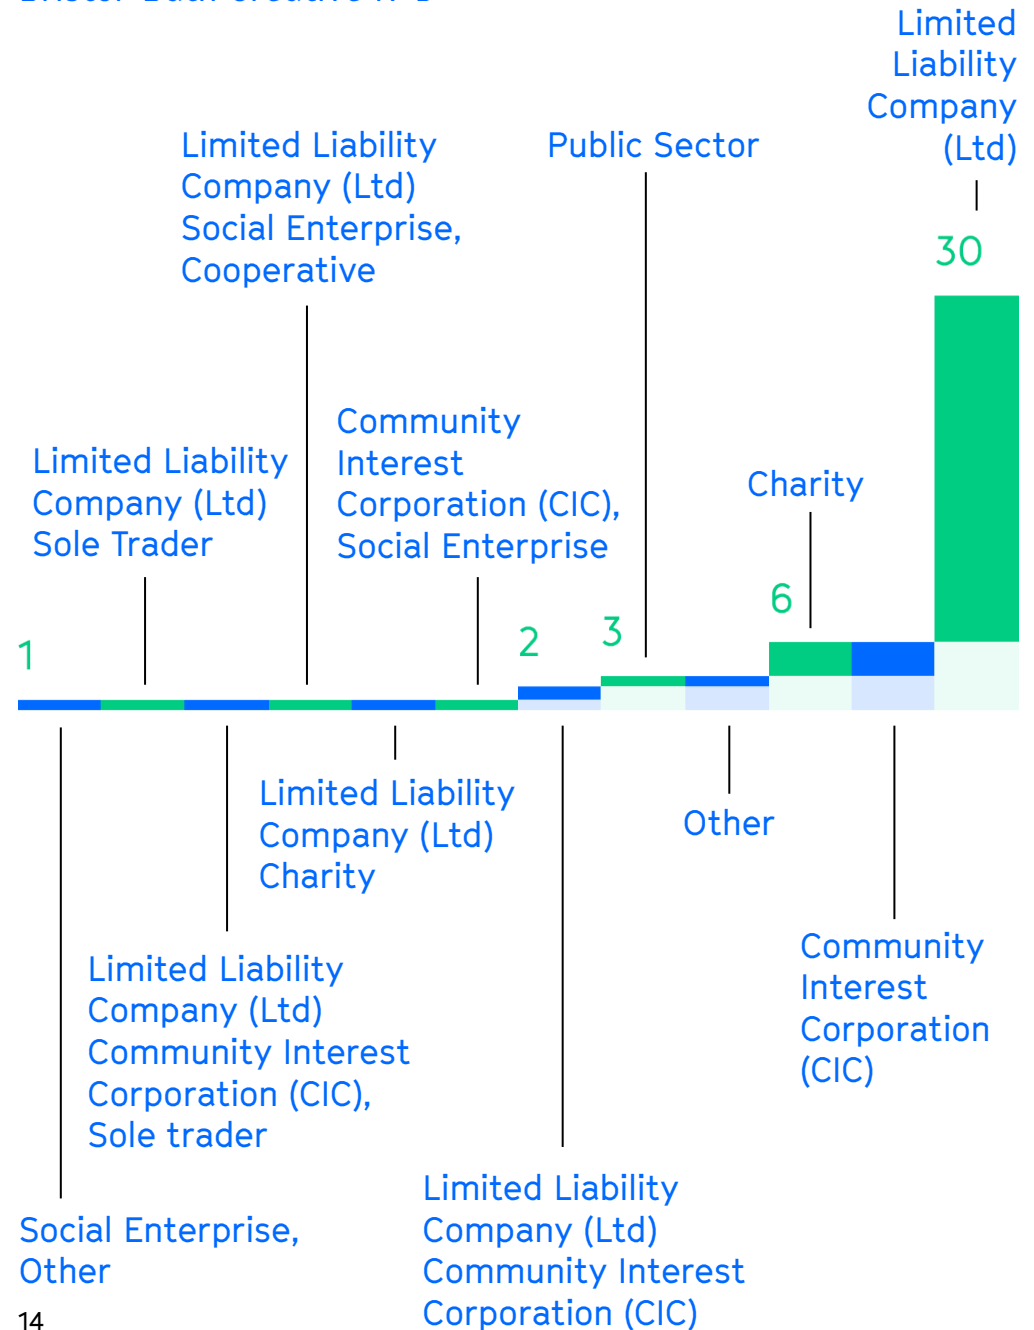 Limited
Liability
Company
(Ltd)
30
Limited Liability
Company (Ltd)
Social Enterprise,
Cooperative
Public Sector
Community
Interest
Corporation (CIC),
Social Enterprise
Limited Liability
Company (Ltd)
Sole Trader
Charity
1
2
3
6
Limited Liability
Company (Ltd)
Charity
Other
Limited Liability
Company (Ltd)
Community Interest
Corporation (CIC),
Sole trader
Community
Interest
Corporation
(CIC)
Social Enterprise,
Other
Limited Liability
Company (Ltd)
Community Interest
Corporation (CIC)
14